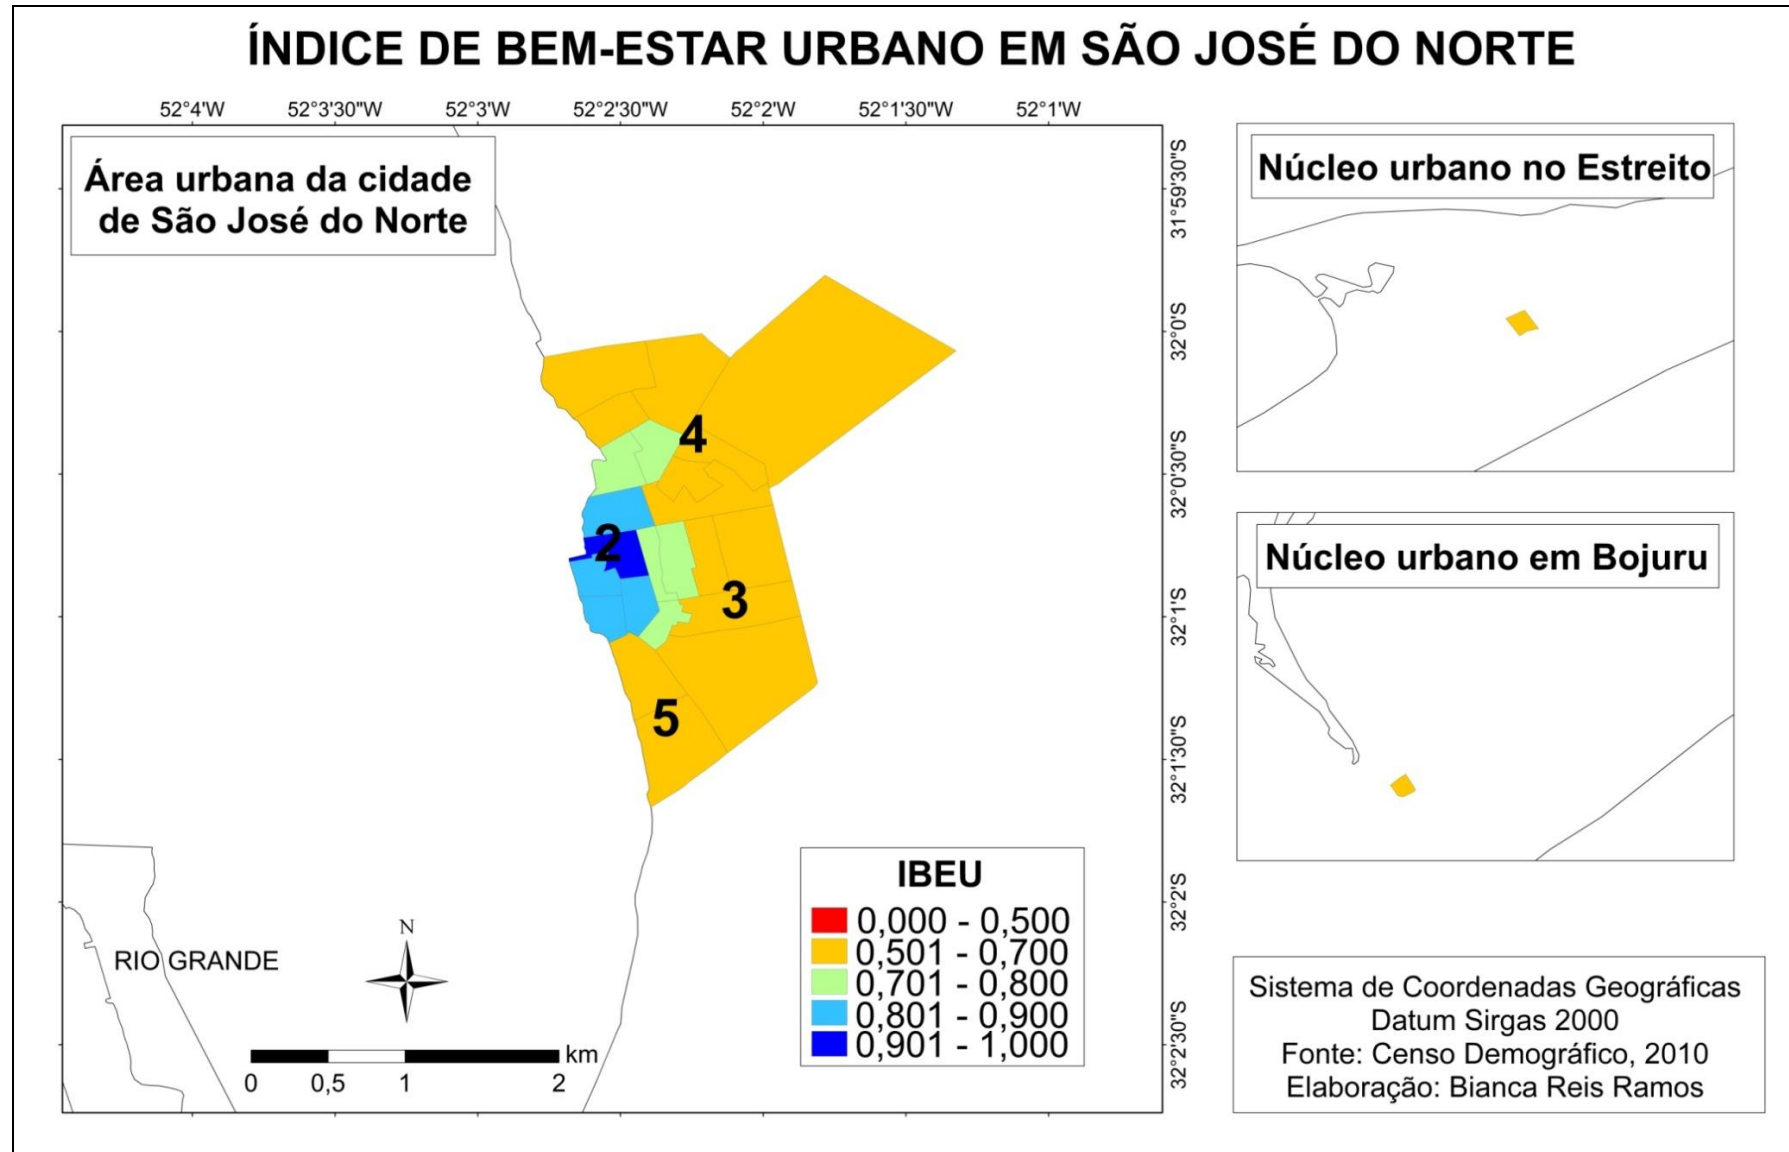 ÍNDICE DE BEM-ESTAR URBANO EM SÃO JOSÉ DO NORTE
52°4'W
52°3'30"W
52°3'W
52°2'30"W
52°2'W
52°1'30"W
52°1'W
Área urbana da cidade
de São José do Norte
31°59'30"S
32°0'S
32°0'30"S
32°1'S
32°1'30"S
32°2'S
32°2'30"S
4
2
3
5
RIO GRANDE
N
km
0
0,5
1
2
IBEU
0,000 - 0,500
0,501 - 0,700
0,701 - 0,800
0,801 - 0,900
0,901 - 1,000
Núcleo urbano no Estreito
Núcleo urbano em Bojuru
Sistema de Coordenadas Geográficas
Datum Sirgas 2000
Fonte: Censo Demográfico, 2010
Elaboração: Bianca Reis Ramos